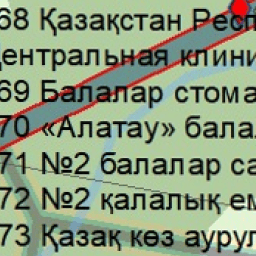 68 Қазақстан Респ
Центральная клини
69 Балалар стома
70 «Алатау» бала
71 №2 балалар са
72 №2 қалалық ем
73 Қазақ көз аурул